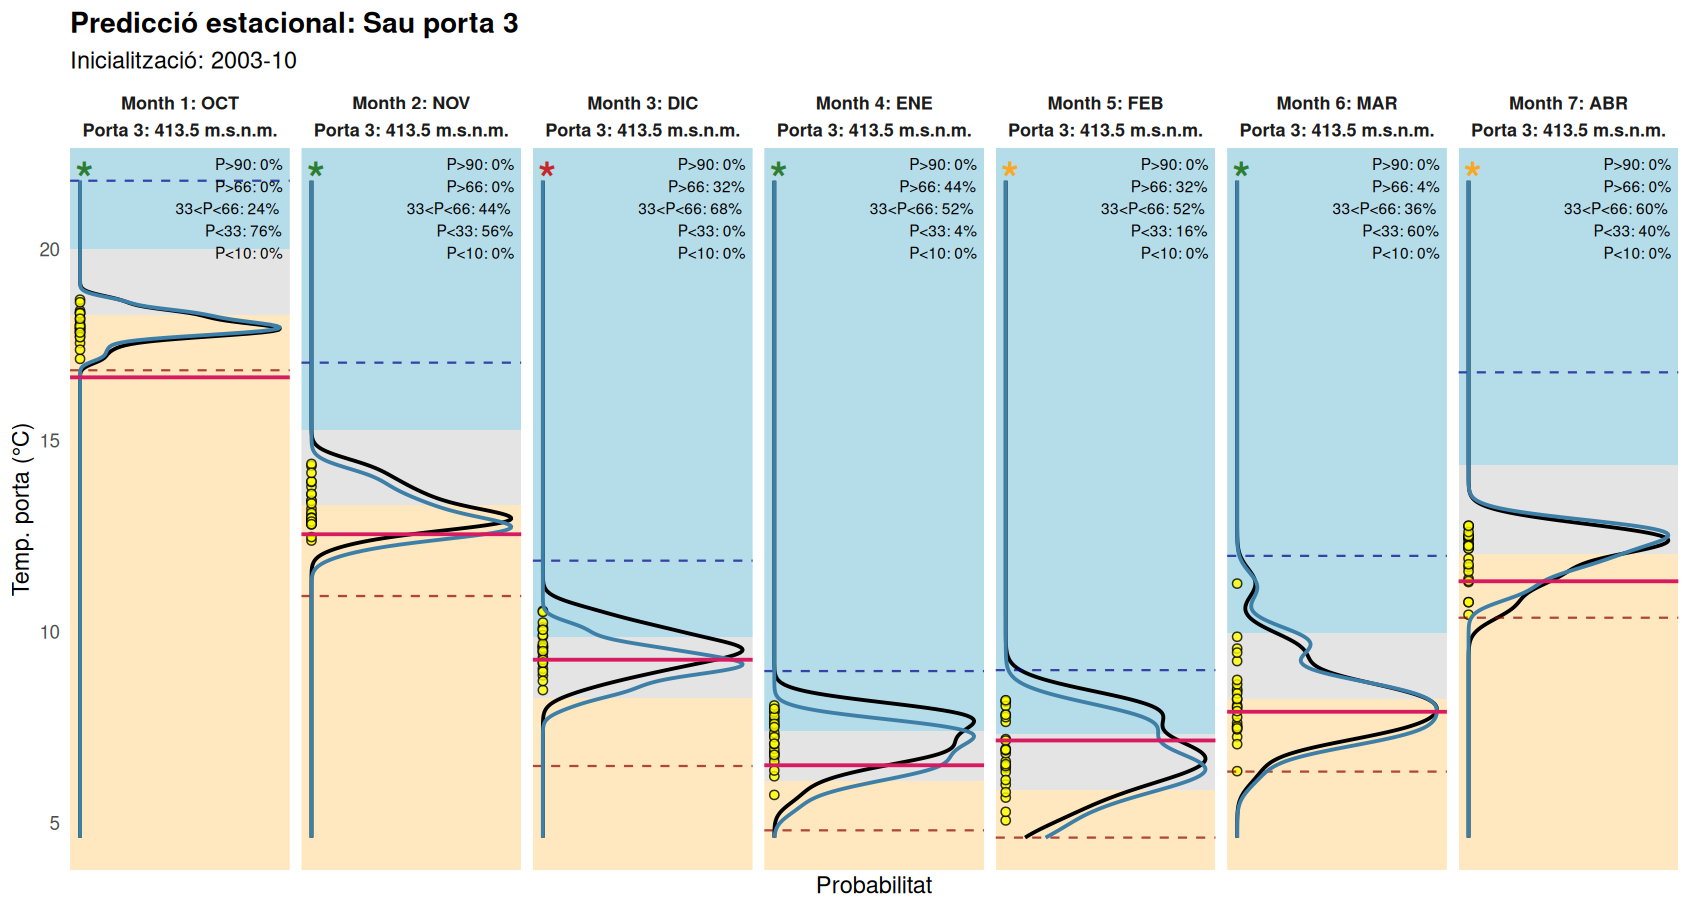 Predicció estacional: Sau porta 3
Inicialització: 2003-10
Month 1: OCT
Porta 3: 413.5 m.s.n.m.
Month 2: NOV
Porta 3: 413.5 m.s.n.m.
Month 3: DIC
Porta 3: 413.5 m.s.n.m.
Month 4: ENE
Porta 3: 413.5 m.s.n.m.
Month 5: FEB
Porta 3: 413.5 m.s.n.m.
Month 6: MAR
Porta 3: 413.5 m.s.n.m.
Month 7: ABR
Porta 3: 413.5 m.s.n.m.
*
P>90: 0%
P>66: 0%
33<P<66: 24%
P<33: 76%
P<10: 0%
*
P>90: 0%
P>66: 0%
33<P<66: 44%
P<33: 56%
P<10: 0%
*
P>90: 0%
P>66: 32%
33<P<66: 68%
P<33: 0%
P<10: 0%
*
P>90: 0%
P>66: 44%
33<P<66: 52%
P<33: 4%
P<10: 0%
*
P>90: 0%
P>66: 32%
33<P<66: 52%
P<33: 16%
P<10: 0%
*
P>90: 0%
P>66: 4%
33<P<66: 36%
P<33: 60%
P<10: 0%
*
P>90: 0%
P>66: 0%
33<P<66: 60%
P<33: 40%
P<10: 0%
20
15
10
5
Temp. porta (°C)
Probabilitat